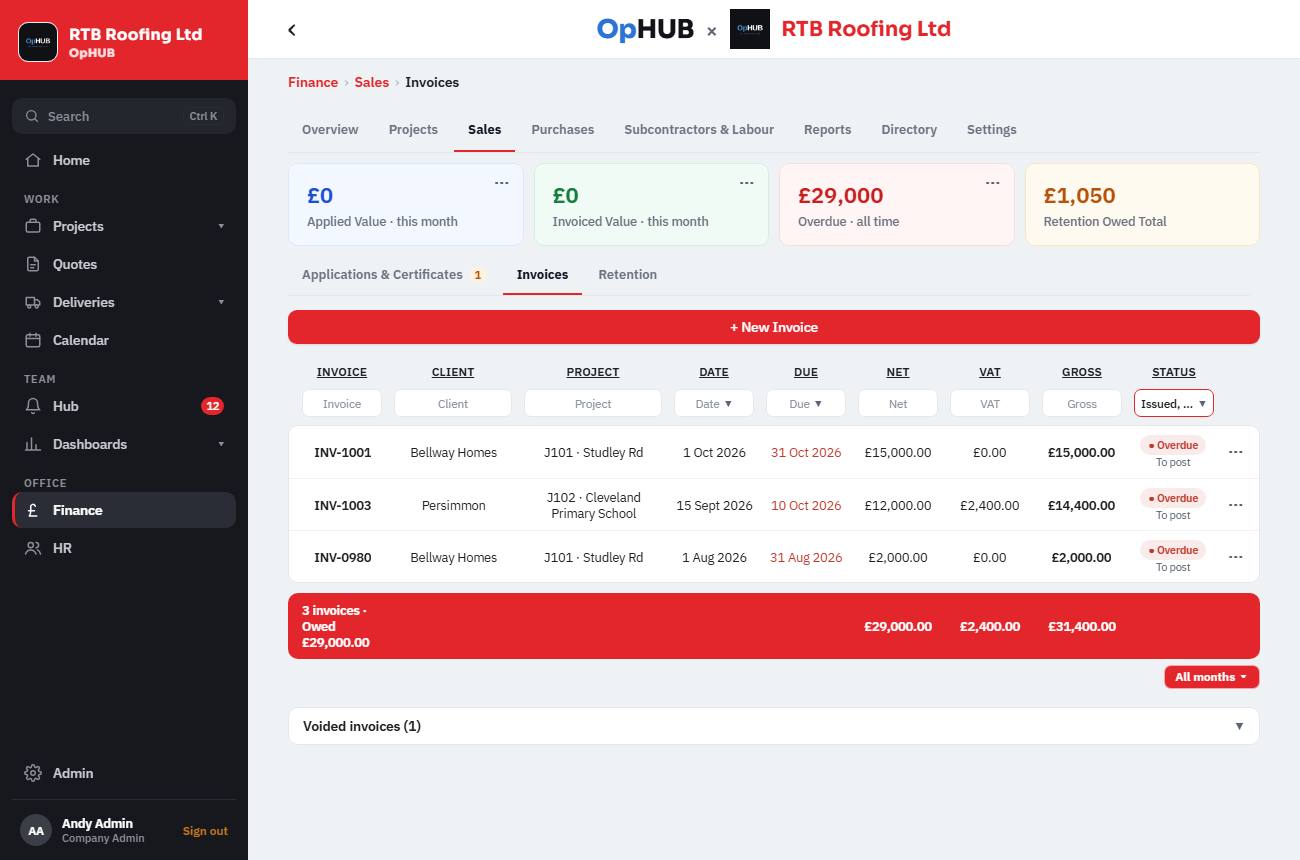 RTB Roofing Ltd
OpHUB
OpHUB
Search
Ctrl K
Home
WORK
Projects
Quotes
Deliveries
Calendar
TEAM
Hub
12
Dashboards
OFFICE
Finance
HR
Admin
AA
Andy Admin
Company Admin
Sign out
OpHUB × OpHUB RTB Roofing Ltd
Finance › Sales › Invoices
Overview Projects Sales Purchases Subcontractors & Labour Reports Directory Settings
£0
Applied Value · this month
£0
Invoiced Value · this month
£29,000
Overdue · all time
£1,050
Retention Owed Total
Applications & Certificates 1 Invoices Retention
+ New Invoice
INVOICE CLIENT PROJECT DATE DUE NET VAT GROSS STATUS
Invoice Client Project Date ▼ Due ▼ Net VAT Gross Issued, ... ▼
INV-1001 Bellway Homes J101 · Studley Rd 1 Oct 2026 31 Oct 2026 £15,000.00 £0.00 £15,000.00 Overdue
To post
INV-1003 Persimmon J102 · Cleveland Primary School 15 Sept 2026 10 Oct 2026 £12,000.00 £2,400.00 £14,400.00 Overdue
To post
INV-0980 Bellway Homes J101 · Studley Rd 1 Aug 2026 31 Aug 2026 £2,000.00 £0.00 £2,000.00 Overdue
To post
3 invoices ·
Owed
£29,000.00
£29,000.00 £2,400.00 £31,400.00
All months
Voided invoices (1)